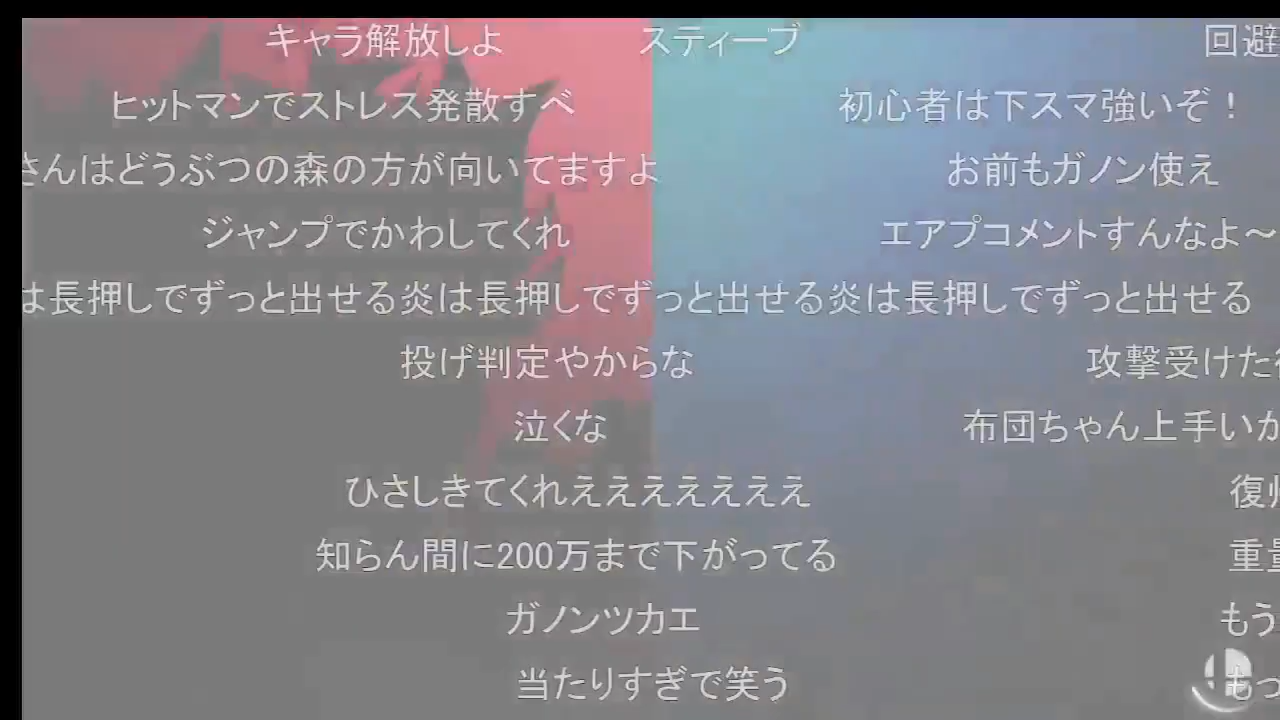 キャラ解放しよ スティーブ 回避
ヒットマンでストレス発散すべ 初心者は下スマ強いぞ！
さんはどうぶつの森の方が向いてますよ お前もガノン使え
ジャンプでかわしてくれ エアプコメントすんなよ～
は長押しでずっと出せる炎は長押しでずっと出せる炎は長押しでずっと出せる
投げ判定やからな 攻撃受けた
泣くな 布団ちゃん上手いか
ひさしきてくれえええええええ
知らん間に200万まで下がってる 重量
ガノンツカエ もう
当たりすぎで笑う もっ